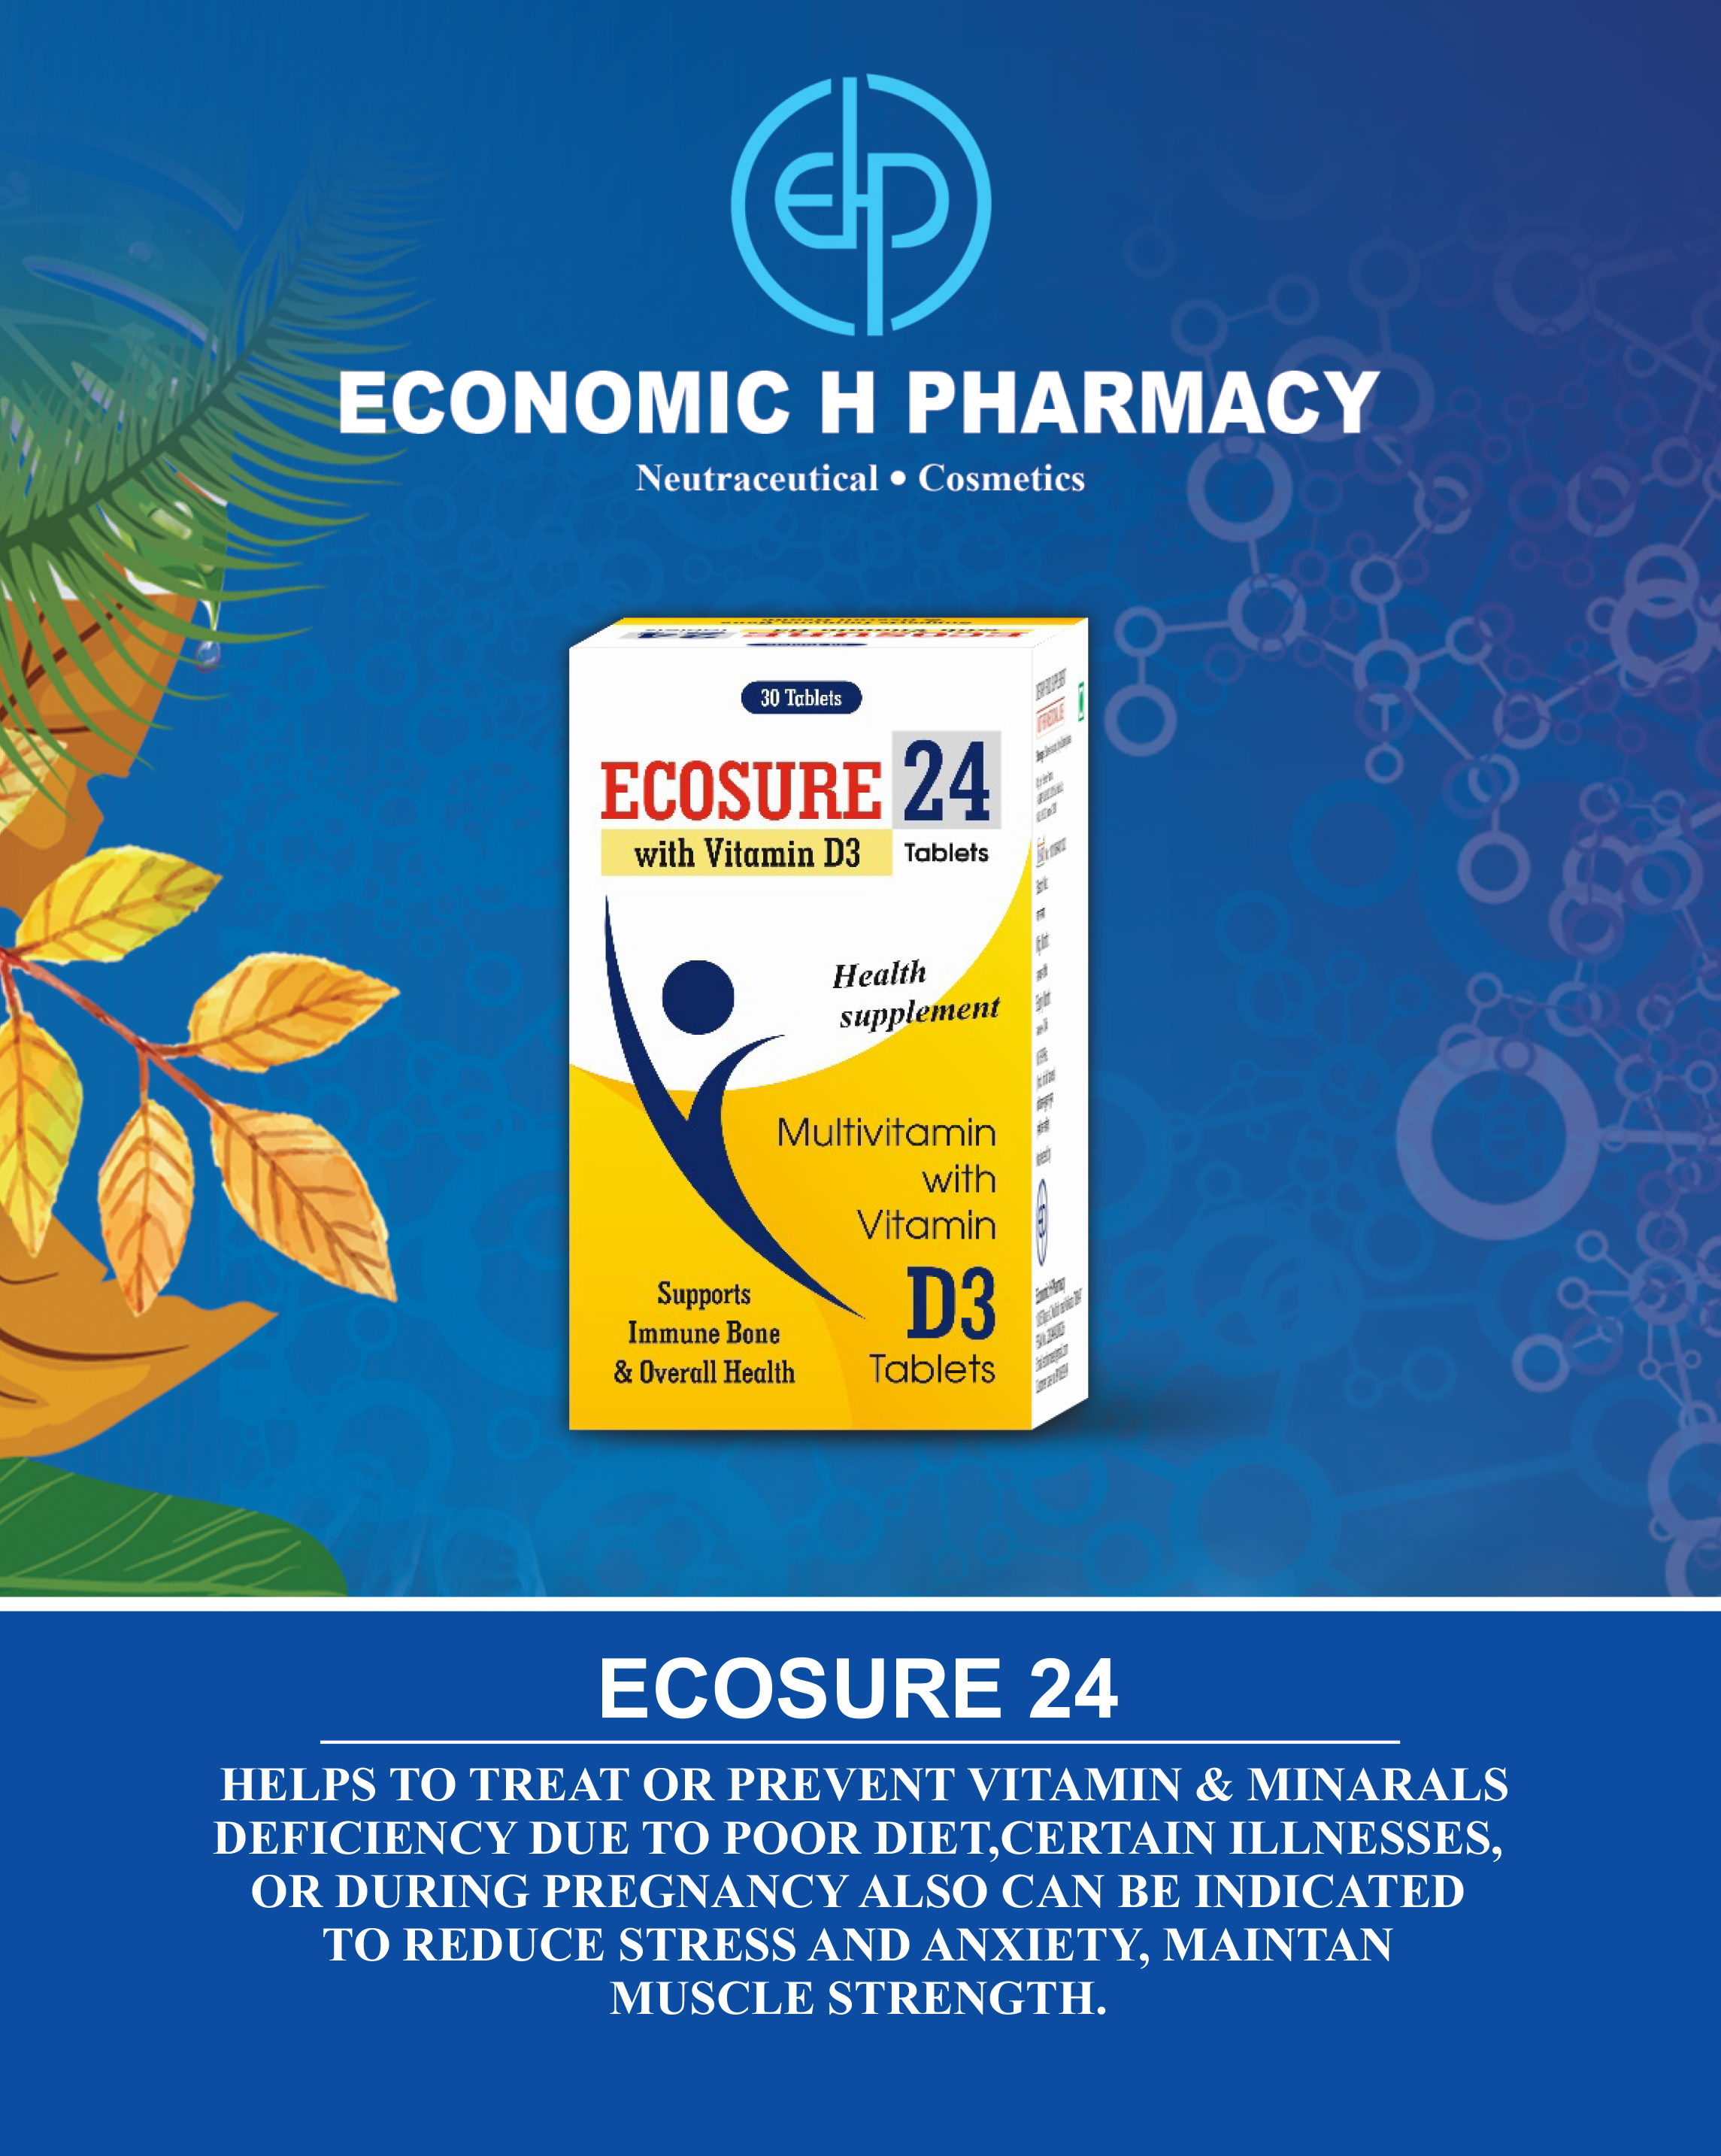 EHP
ECONOMIC H PHARMACY
Neutraceutical • Cosmetics
30 Tablets
ECOSURE 24
with Vitamin D3 Tablets
Health
supplement
Multivitamin
with
Vitamin
D3
Tablets
Supports
Immune Bone
& Overall Health
ECOSURE 24
HELPS TO TREAT OR PREVENT VITAMIN & MINARALS
DEFICIENCY DUE TO POOR DIET,CERTAIN ILLNESSES,
OR DURING PREGNANCY ALSO CAN BE INDICATED
TO REDUCE STRESS AND ANXIETY, MAINTAN
MUSCLE STRENGTH.